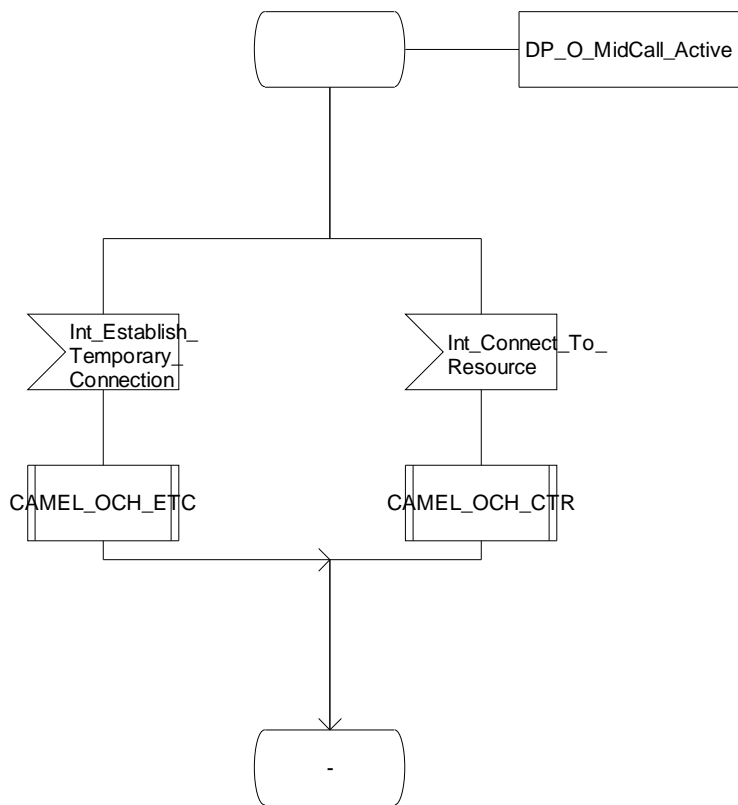 DP_O_MidCall_Active
Int_Establish_
Temporary_
Connection
Int_Connect_To_
Resource
CAMEL_OCH_ETC
CAMEL_OCH_CTR
-